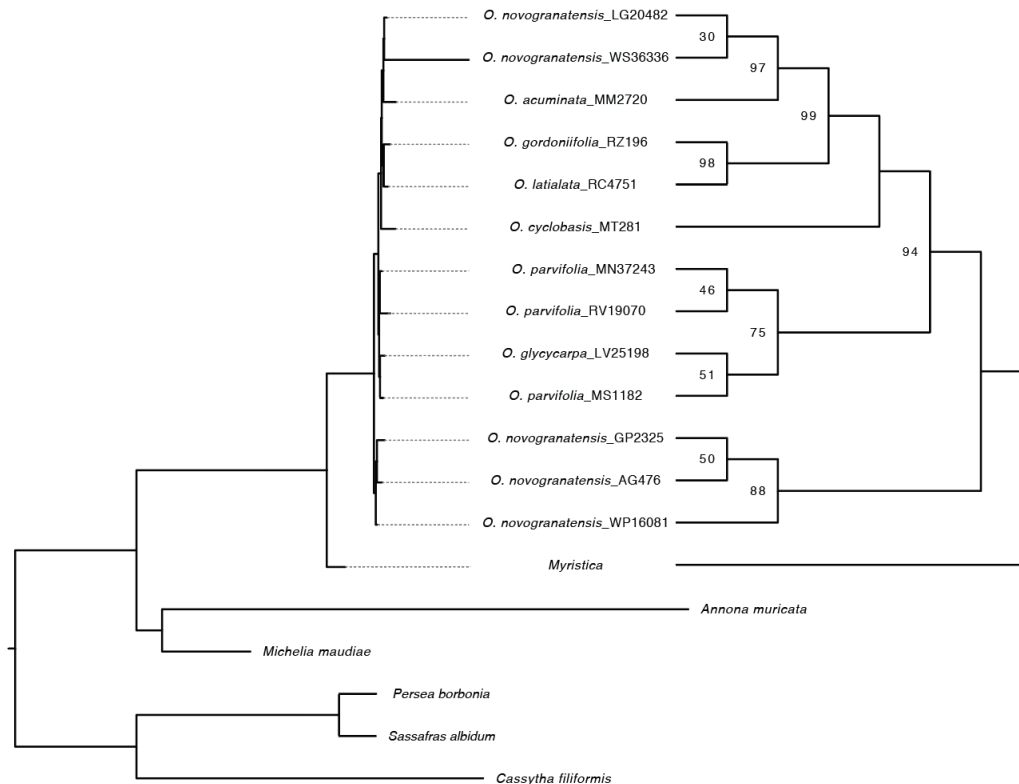 O. novogranatensis_LG20482
30
O. novogranatensis_WS36336
97
O. acuminata_MM2720
99
O. gordoniifolia_RZ196
98
O. latialata_RC4751
O. cyclobasis_MT281
94
O. parvifolia_MN37243
46
O. parvifolia_RV19070
75
O. glycycarpa_LV25198
51
O. parvifolia_MS1182
O. novogranatensis_GP2325
50
O. novogranatensis_AG476
88
O. novogranatensis_WP16081
Myristica
Annona muricata
Michelia maudiae
Persea borbonia
Sassafras albidum
Cassytha filiformis